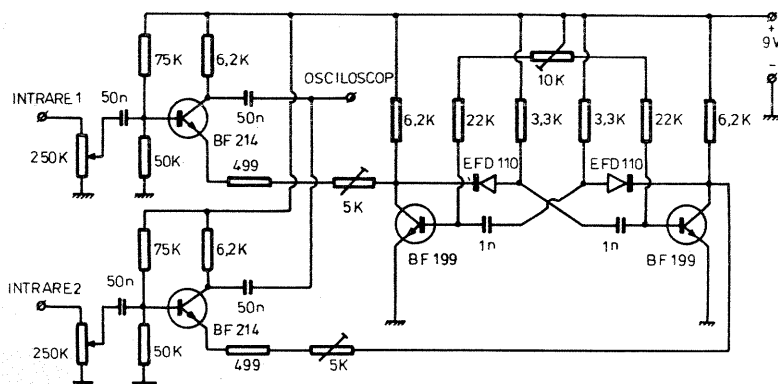 75K
6,2K
OSCILOSCOP
INTRARE 1
50n
50n
BF 214
250K
50K
499
5K
75K
6,2K
INTRARE 2
50n
50n
BF 214
250K
50K
499
5K
+
9V
-
10K
6,2K
22K
3,3K
3,3K
22K
6,2K
EFD 110
EFD 110
1n
1n
BF 199
BF 199